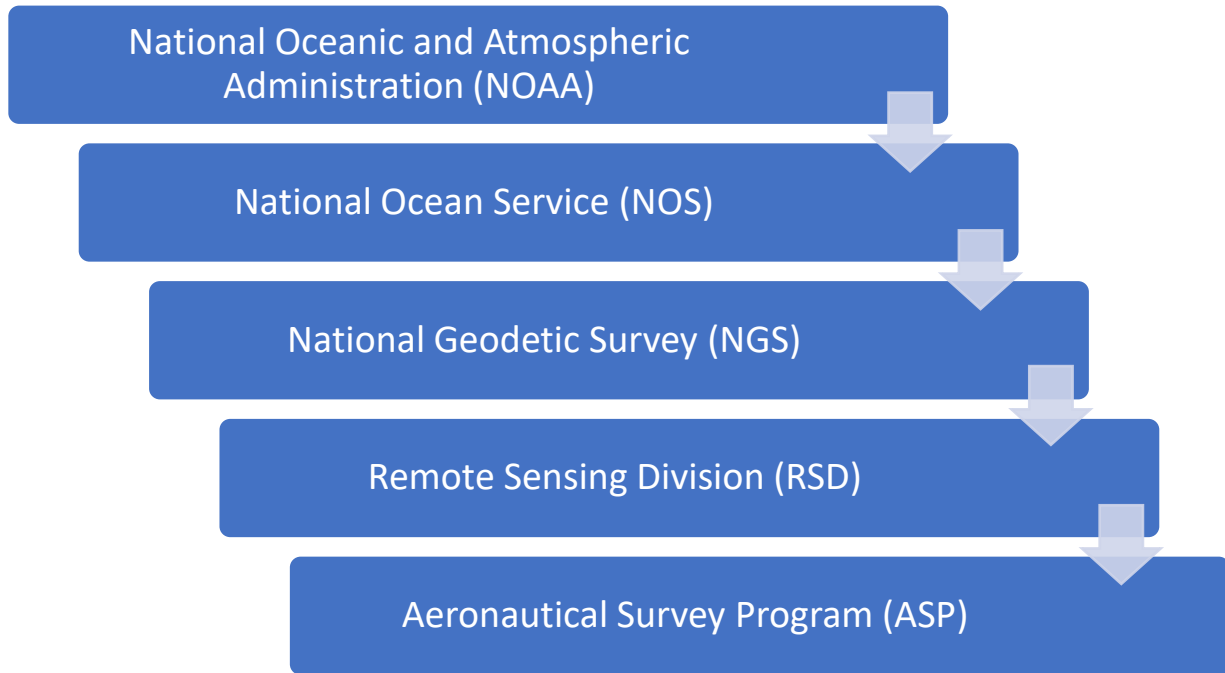 National Oceanic and Atmospheric
Administration (NOAA)
National Ocean Service (NOS)
National Geodetic Survey (NGS)
Remote Sensing Division (RSD)
Aeronautical Survey Program (ASP)